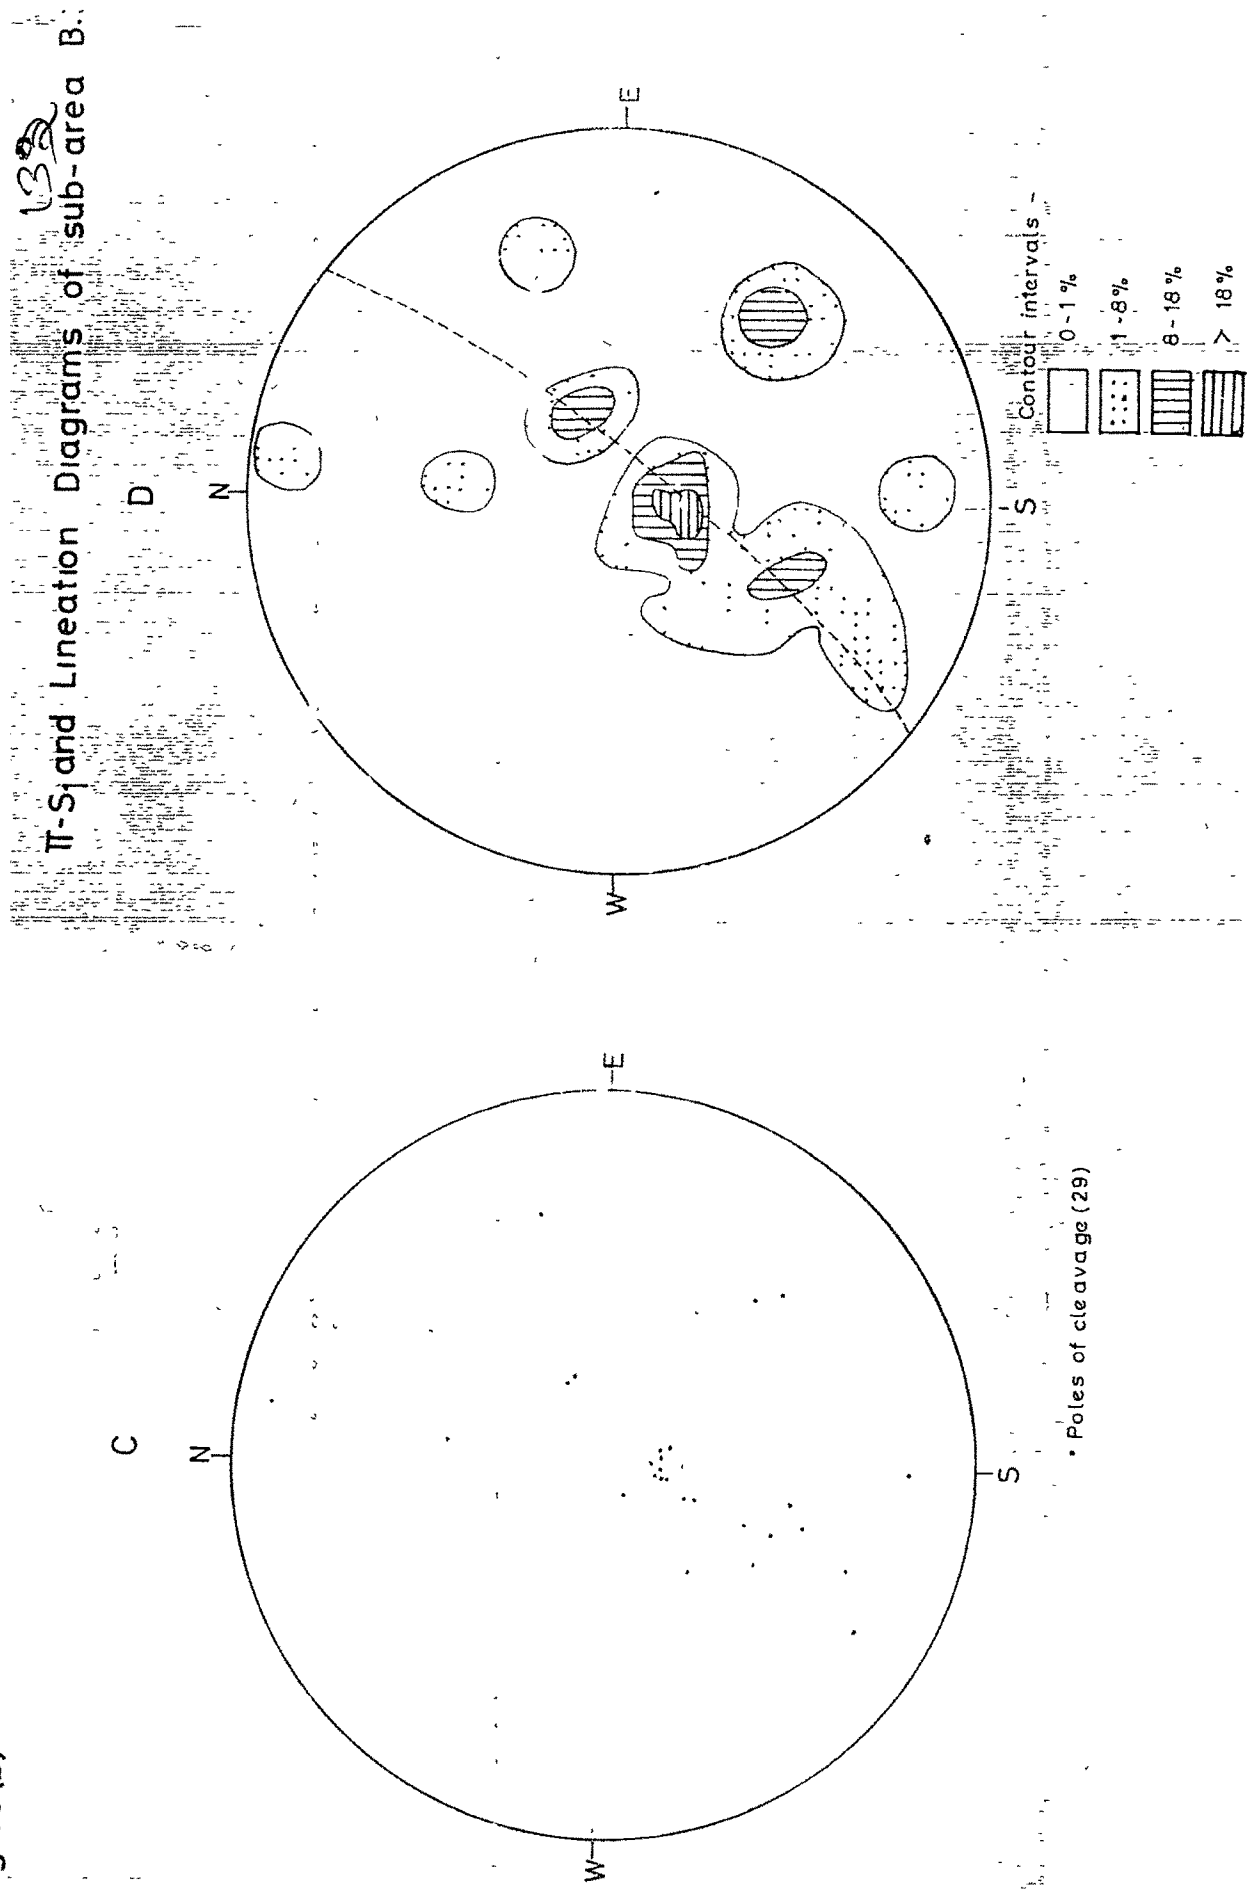 π-S₁ and Lineation Diagrams of sub-area B.
C
N
W
E
S
• Poles of cleavage (29)
D
N
W
E
S
Contour intervals -
0-1%
1-8%
8-18%
> 18%